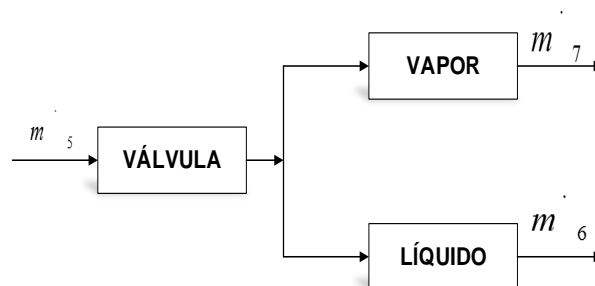 ṁ 7
VAPOR
ṁ 5
VÁLVULA
ṁ 6
LÍQUIDO